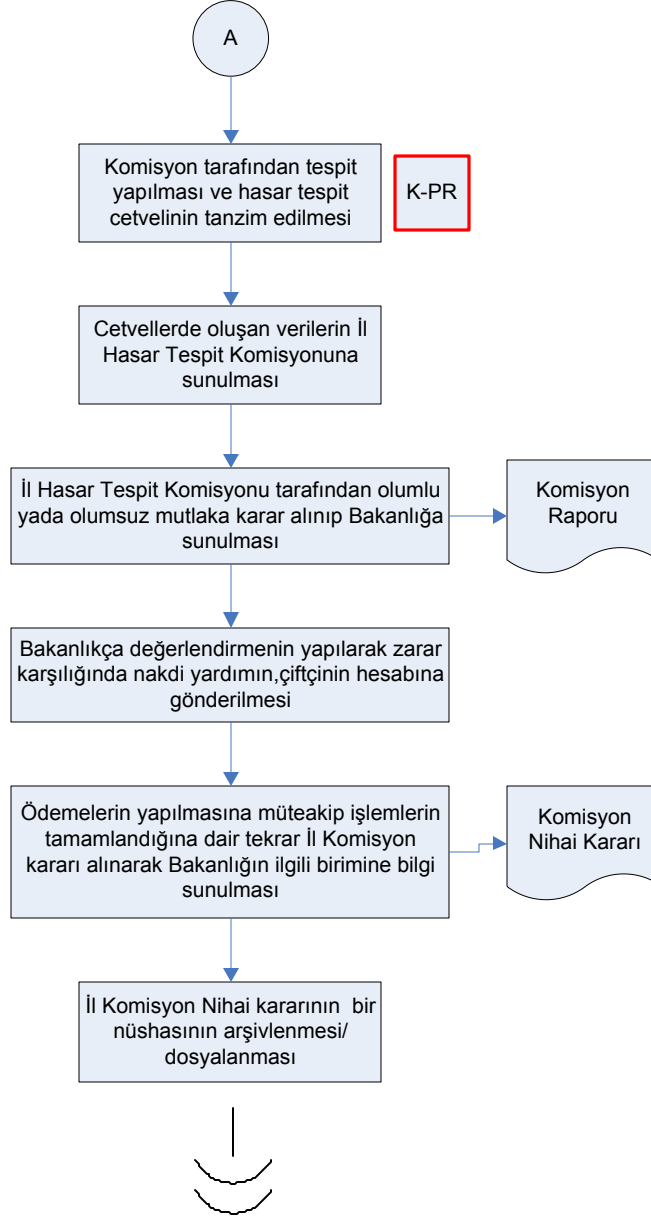 A
Komisyon tarafından tespit
yapılması ve hasar tespit
cetvelinin tanzim edilmesi
K-PR
Cetvellerde oluşan verilerin İl
Hasar Tespit Komisyonuna
sunulması
İl Hasar Tespit Komisyonu tarafından olumlu
yada olumsuz mutlaka karar alınıp Bakanlığa
sunulması
Komisyon
Raporu
Bakanlıkça değerlendirmenin yapılarak zarar
karşılığında nakdi yardımın,çiftçinin hesabına
gönderilmesi
Ödemelerin yapılmasına müteakip işlemlerin
tamamlandığına dair tekrar İl Komisyon
kararı alınarak Bakanlığın ilgili birimine bilgi
sunulması
Komisyon
Nihai Kararı
İl Komisyon Nihai kararının bir
nüshasının arşivlenmesi/
dosyalanması